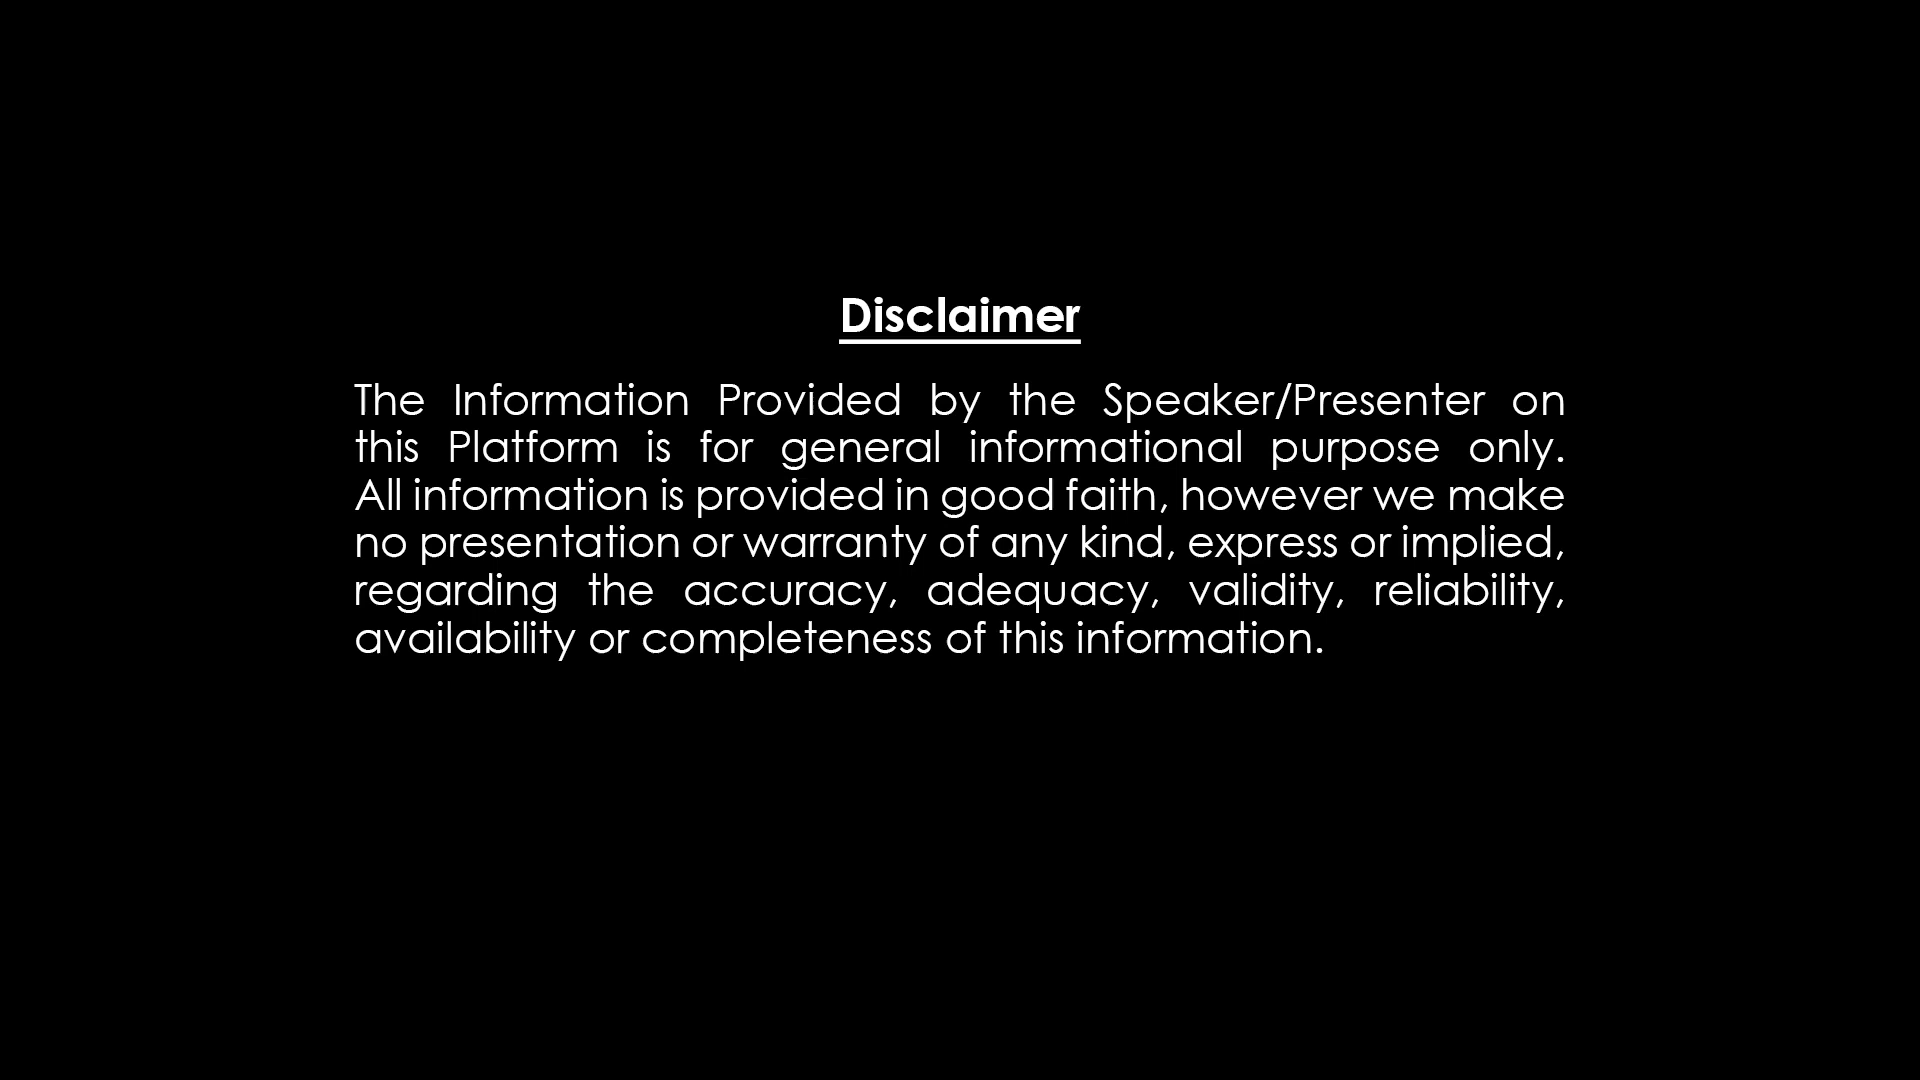 Disclaimer
The Information Provided by the Speaker/Presenter on
this Platform is for general informational purpose only.
All information is provided in good faith, however we make
no presentation or warranty of any kind, express or implied,
regarding the accuracy, adequacy, validity, reliability,
availability or completeness of this information.